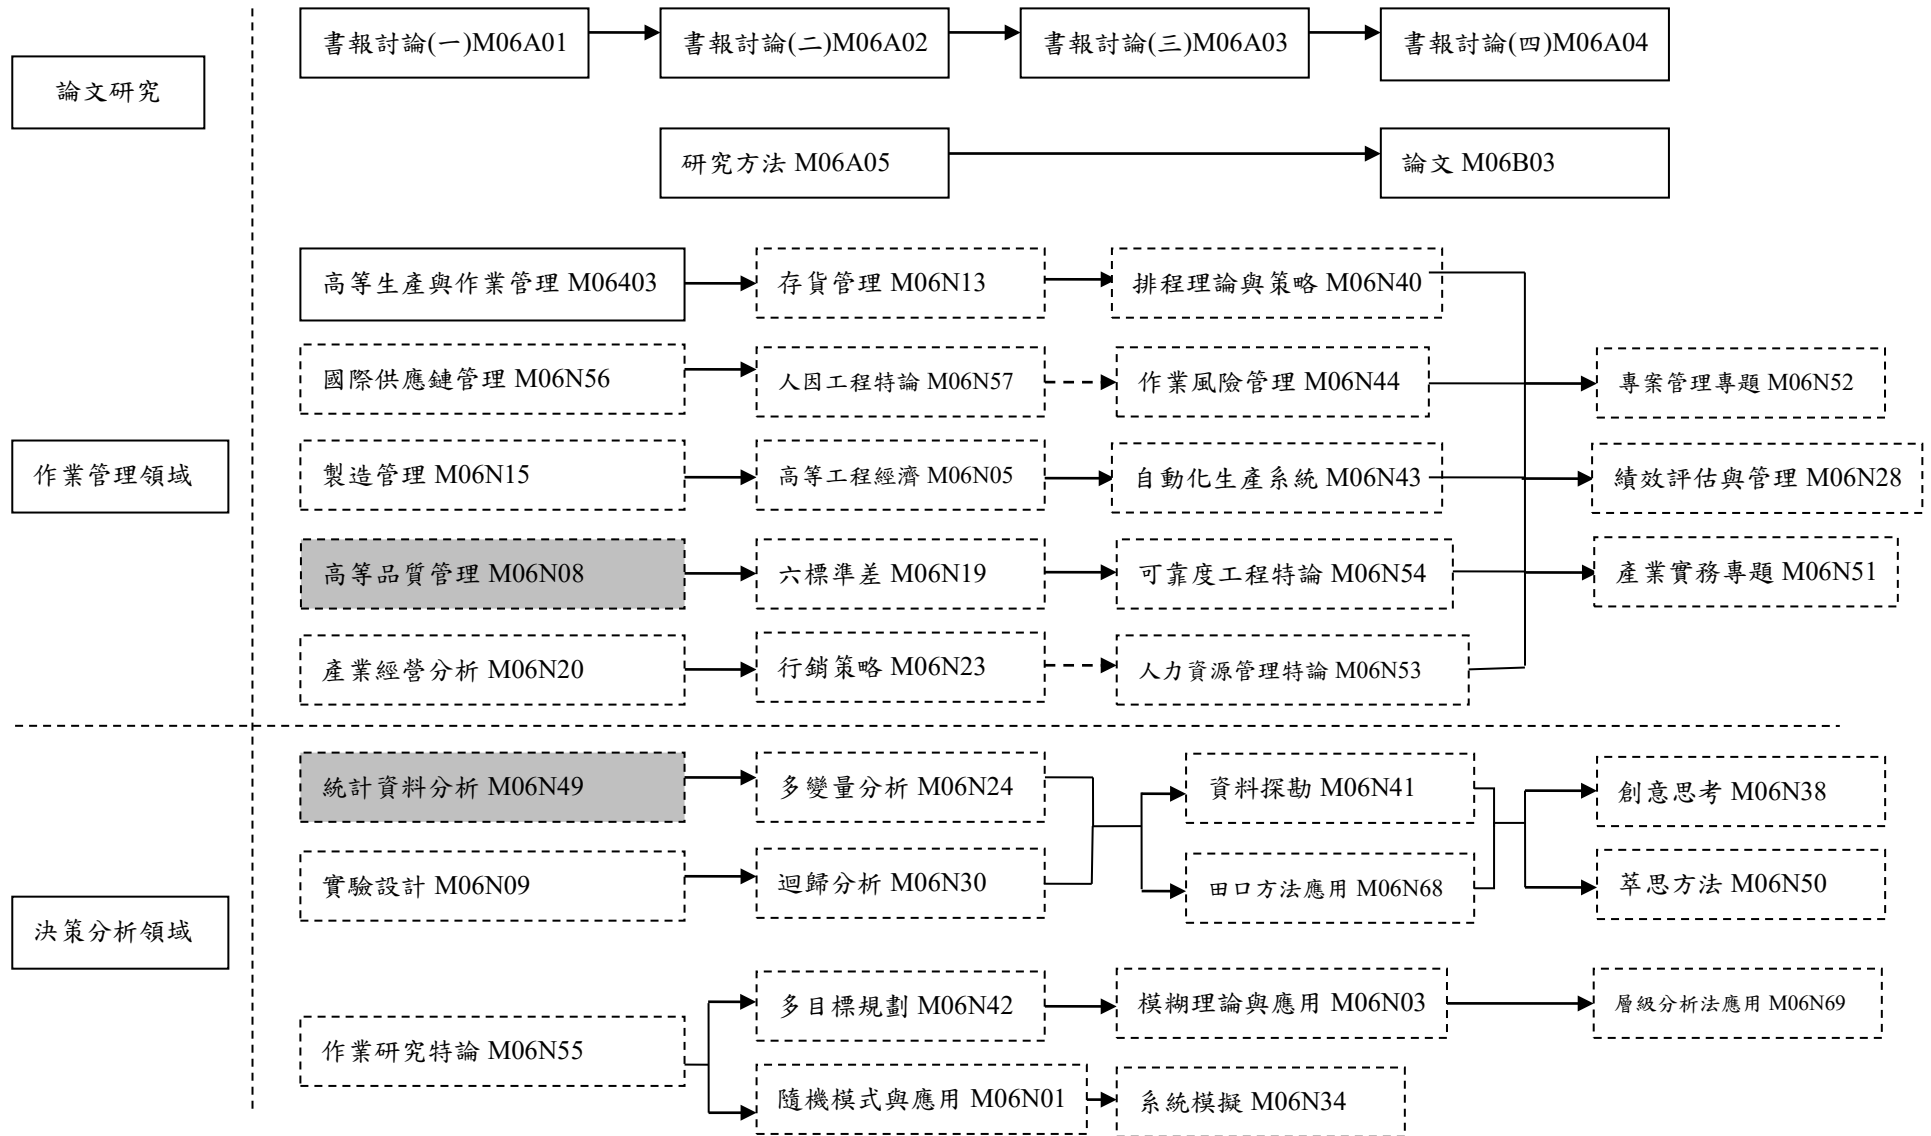 書報討論(一)M06A01
書報討論(二)M06A02
書報討論(三)M06A03
書報討論(四)M06A04
論文研究
研究方法 M06A05
論文 M06B03
高等生產與作業管理 M06403
存貨管理 M06N13
排程理論與策略 M06N40
國際供應鏈管理 M06N56
人因工程特論 M06N57
作業風險管理 M06N44
專案管理專題 M06N52
作業管理領域
製造管理 M06N15
高等工程經濟 M06N05
自動化生產系統 M06N43
績效評估與管理 M06N28
高等品質管理 M06N08
六標準差 M06N19
可靠度工程特論 M06N54
產業實務專題 M06N51
產業經營分析 M06N20
行銷策略 M06N23
人力資源管理特論 M06N53
統計資料分析 M06N49
多變量分析 M06N24
資料探勘 M06N41
創意思考 M06N38
實驗設計 M06N09
迴歸分析 M06N30
田口方法應用 M06N68
萃思方法 M06N50
決策分析領域
作業研究特論 M06N55
多目標規劃 M06N42
模糊理論與應用 M06N03
層級分析法應用 M06N69
隨機模式與應用 M06N01
系統模擬 M06N34